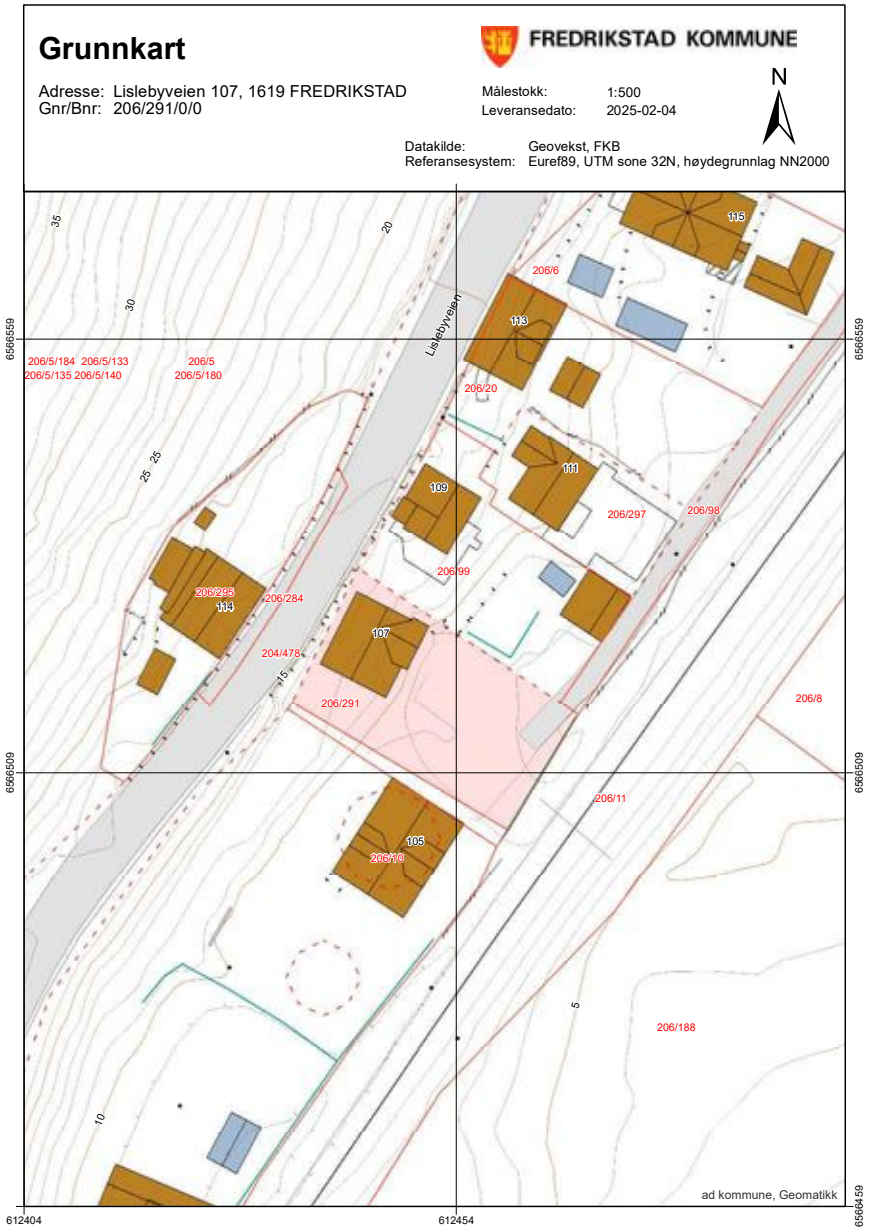 Grunnkart
FREDRIKSTAD KOMMUNE
Adresse: Lislebyveien 107, 1619 FREDRIKSTAD
Gnr/Bnr: 206/291/0/0
Målestokk: 1:500
Leveransedato: 2025-02-04
N
Datakilde: Geovekst, FKB
Referansesystem: Euref89, UTM sone 32N, høydegrunnlag NN2000
35
20
115
206/6
30
113
Lislebyveien
6566559
6566559
206/5/184 206/5/133 206/5
206/5/135 206/5/140 206/5/180
206/20
25
25
111
109
206/297
206/98
206/99
206/295
206/284
114
107
204/478
15
206/291
206/8
6566509
6566509
206/11
105
206/10
5
206/188
10
ad kommune, Geomatikk
6566459
612404
612454